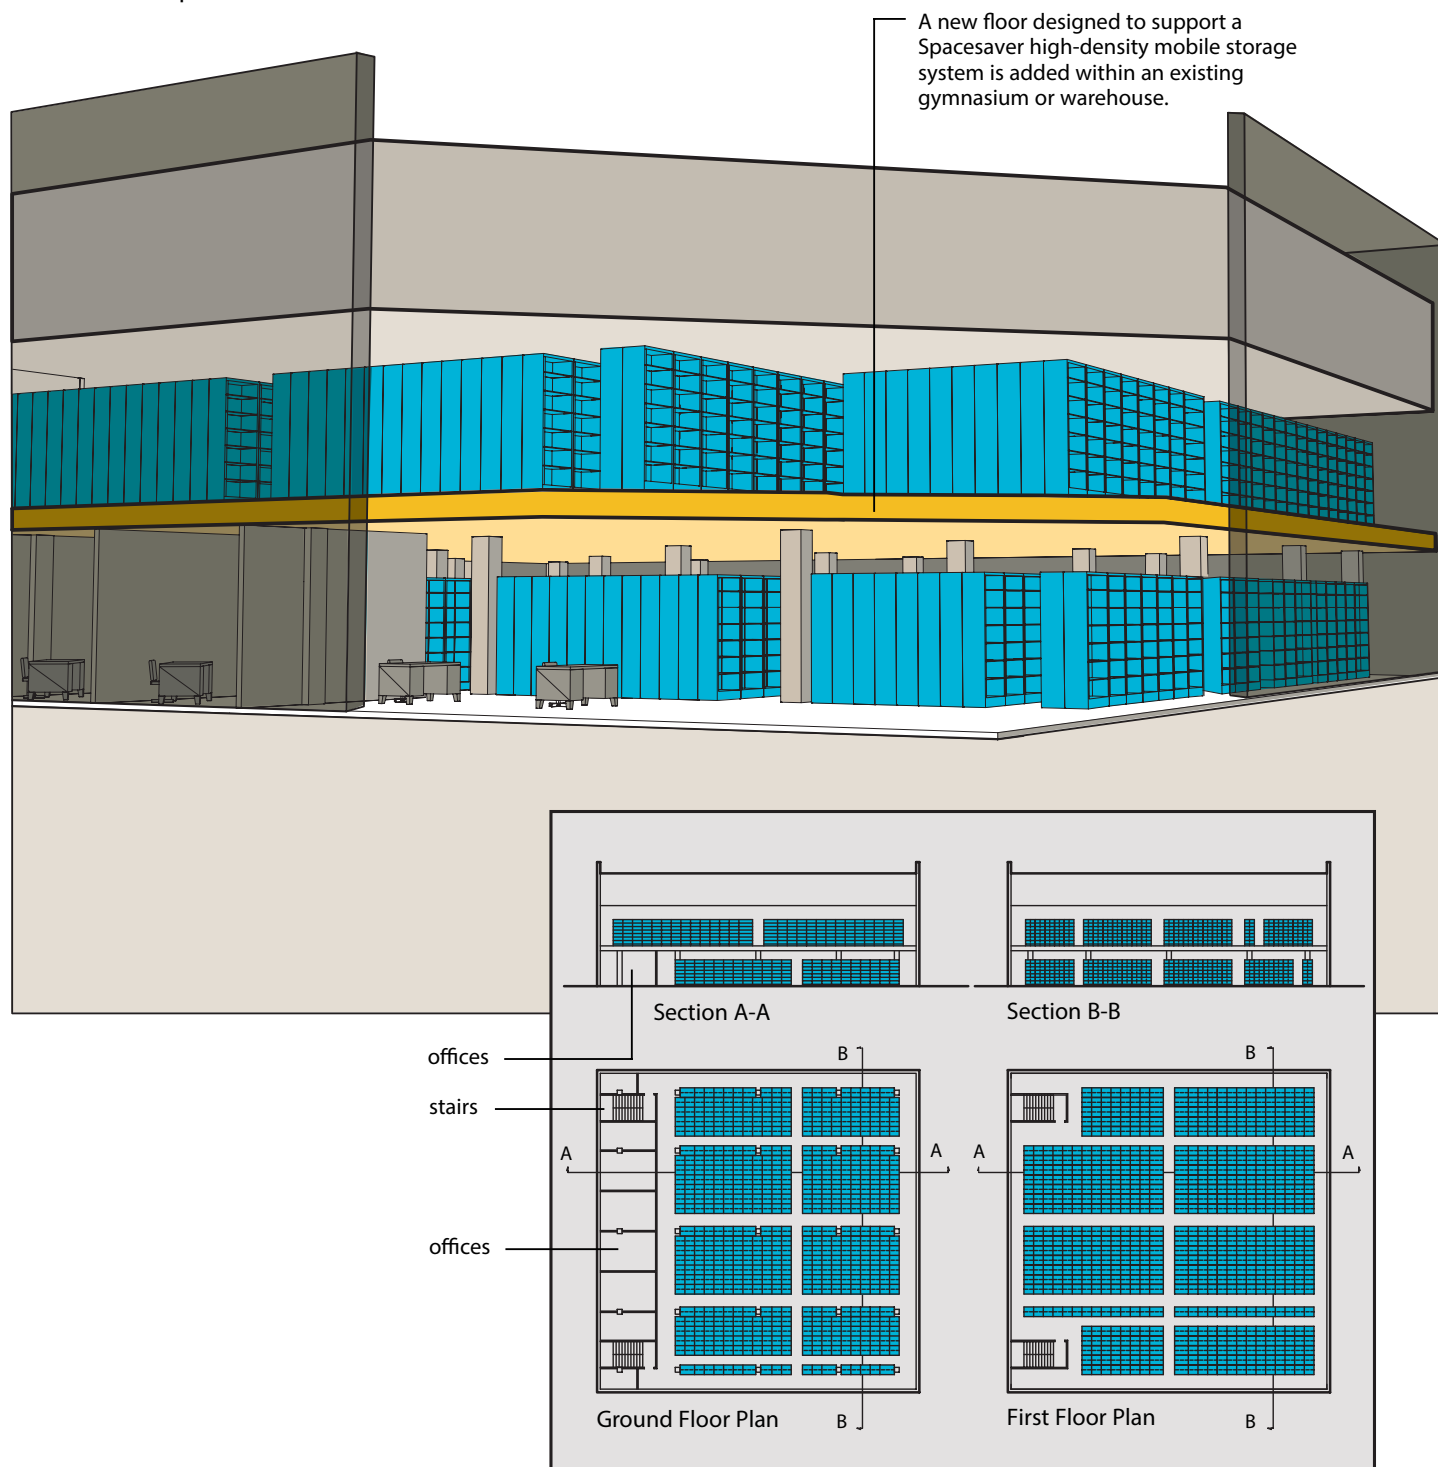 A new floor designed to support a
Spacesaver high-density mobile storage
system is added within an existing
gymnasium or warehouse.
Section A-A
Section B-B
offices
stairs
offices
B
B
A
A
A
A
B
B
Ground Floor Plan
First Floor Plan